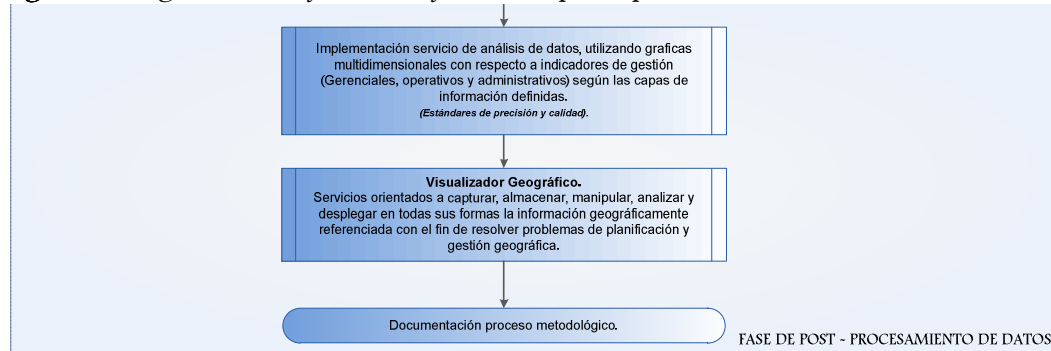 Implementación servicio de análisis de datos, utilizando graficas
multidimensionales con respecto a indicadores de gestión
(Gerenciales, operativos y administrativos) según las capas de
información definidas.
(Estándares de precisión y calidad).
Visualizador Geográfico.
Servicios orientados a capturar, almacenar, manipular, analizar y
desplegar en todas sus formas la información geográficamente
referenciada con el fin de resolver problemas de planificación y
gestión geográfica.
Documentación proceso metodológico.
FASE DE POST - PROCESAMIENTO DE DATOS